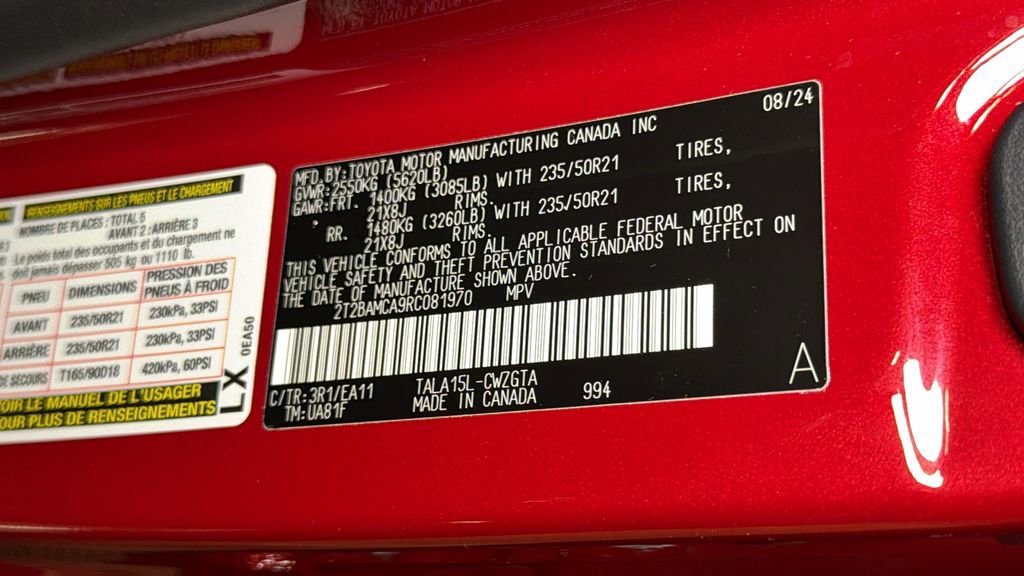 RENSEIGNEMENTS SUR LES PNEUS ET LE CHARGEMENT
NOMBRE DE PLACES : TOTAL 5
AVANT 2 : ARRIÈRE 3
Le poids total des occupants et du chargement ne
doit jamais dépasser 505 kg ou 1110 lb.
PNEU DIMENSIONS PRESSION DES PNEUS À FROID
AVANT 235/50R21 230kPa, 33PSI
ARRIÈRE 235/50R21 230kPa, 33PSI
DE SECOURS T165/90D18 420kPa, 60PSI
OIR LE MANUEL DE L'USAGER
OUR PLUS DE RENSEIGNEMENTS
LX 0EA50
08/24
MFD. BY: TOYOTA MOTOR MANUFACTURING CANADA INC
GVWR: 2550KG (5620LB)
GAWR: FRT. 1400KG (3085LB) WITH 235/50R21 TIRES,
21X8J RIMS.
RR. 1480KG (3260LB) WITH 235/50R21 TIRES,
21X8J RIMS.
THIS VEHICLE CONFORMS TO ALL APPLICABLE FEDERAL MOTOR
VEHICLE SAFETY AND THEFT PREVENTION STANDARDS IN EFFECT ON
THE DATE OF MANUFACTURE SHOWN ABOVE.
2T2BAMCA9RC081970 MPV
C/TR: 3R1/EA11 TALA15L-CWZGTA 994
TM: UA81F MADE IN CANADA
A